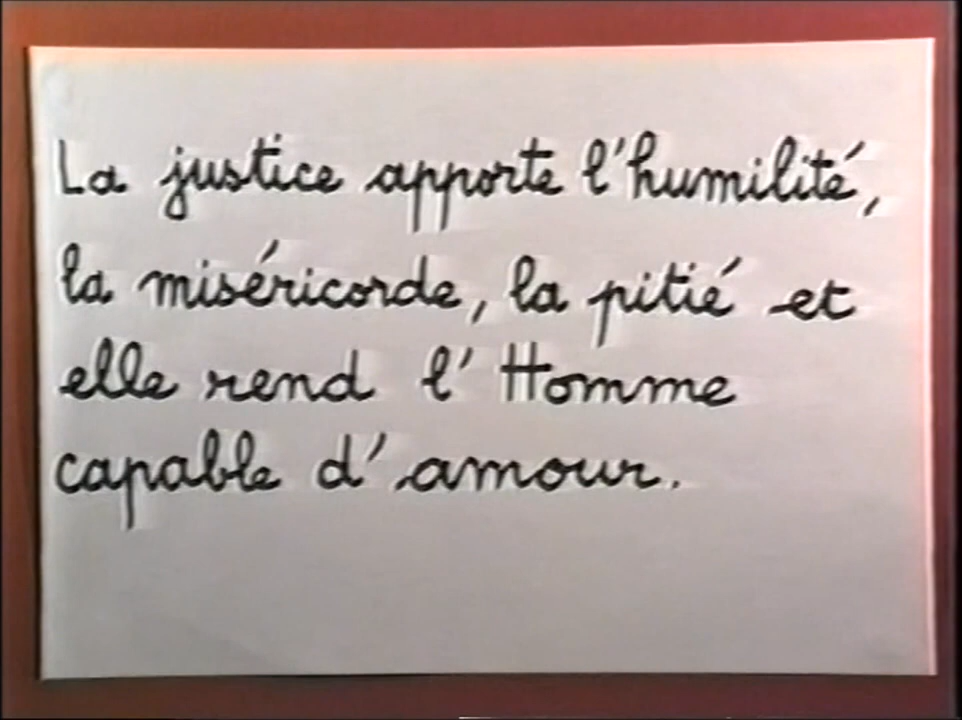 La justice apporte l'humilité,
la miséricorde, la pitié et
elle rend l'Homme
capable d'amour.